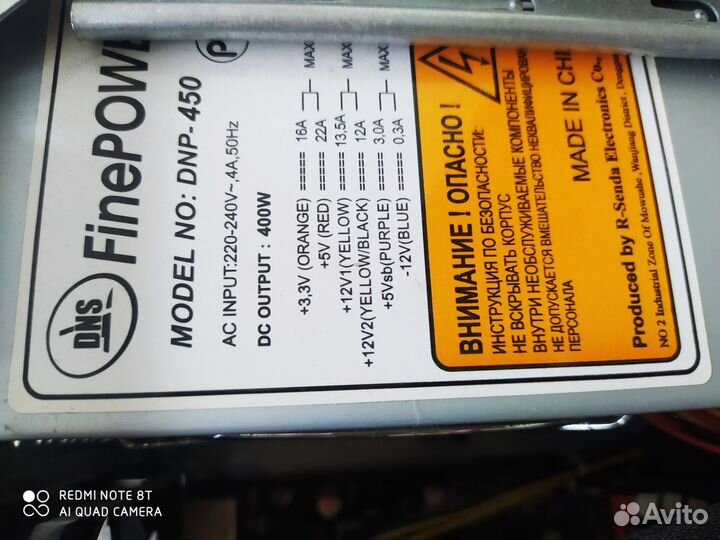 DNS
FinePOWE
MODEL NO: DNP-450
AC INPUT:220-240V~,4A,50Hz
DC OUTPUT : 400W
+3,3V (ORANGE) ===== 16A
+5V (RED) ===== 22A
+12V1(YELLOW) ===== 13,5A
+12V2(YELLOW/BLACK) ===== 12A
+5Vsb(PURPLE) ===== 3,0A
-12V(BLUE) ===== 0,3A
MAX
MAX
ВНИМАНИЕ ! ОПАСНО !
ИНСТРУКЦИЯ ПО БЕЗОПАСНОСТИ:
НЕ ВСКРЫВАТЬ КОРПУС
ВНУТРИ НЕОБСЛУЖИВАЕМЫЕ КОМПОНЕНТЫ
НЕ ДОПУСКАЕТСЯ ВМЕШАТЕЛЬСТВО НЕКВАЛИФИЦИРОВАН
ПЕРСОНАЛА
MADE IN CHI
Produced by R-Senda Electronics Co.,
NO 2 Industrial Zone Of Mowushe, Wanjiang District, Donggua
REDMI NOTE 8T
AI QUAD CAMERA
Avito